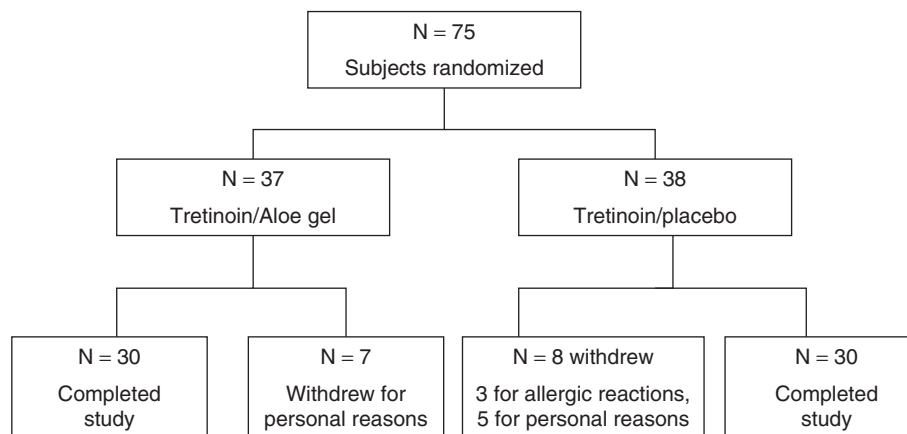 N = 75
Subjects randomized
N = 37
Tretinoin/Aloe gel
N = 38
Tretinoin/placebo
N = 30
Completed
study
N = 7
Withdrew for
personal reasons
N = 8 withdrew
3 for allergic reactions,
5 for personal reasons
N = 30
Completed
study